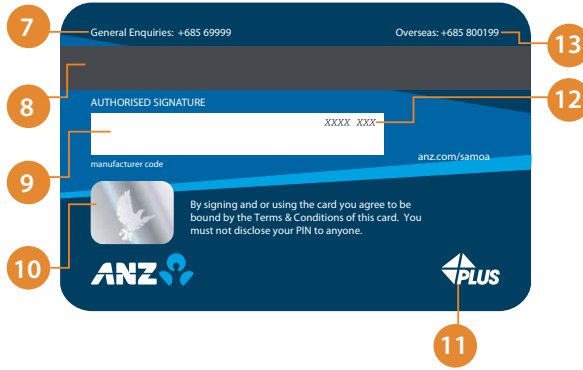 7
General Enquiries: +685 69999
Overseas: +685 800199
13
8
12
AUTHORISED SIGNATURE
XXXX XXX
9
manufacturer code
anz.com/samoa
10
By signing and or using the card you agree to be
bound by the Terms & Conditions of this card. You
must not disclose your PIN to anyone.
ANZ
PLUS
11